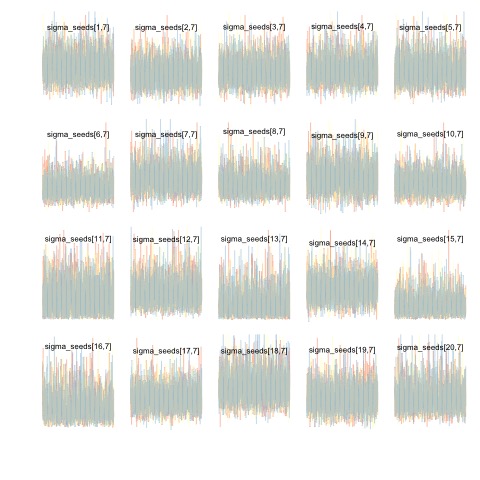 sigma_seeds[1,7] sigma_seeds[2,7] sigma_seeds[3,7] sigma_seeds[4,7] sigma_seeds[5,7]
sigma_seeds[6,7] sigma_seeds[7,7] sigma_seeds[8,7] sigma_seeds[9,7] sigma_seeds[10,7]
sigma_seeds[11,7] sigma_seeds[12,7] sigma_seeds[13,7] sigma_seeds[14,7] sigma_seeds[15,7]
sigma_seeds[16,7] sigma_seeds[17,7] sigma_seeds[18,7] sigma_seeds[19,7] sigma_seeds[20,7]